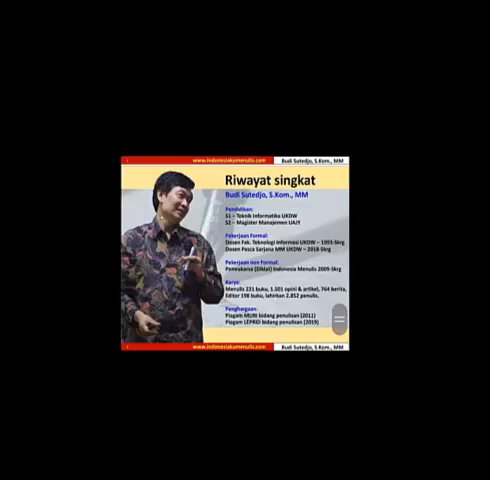 www.indonesiakumenulis.com
Budi Sutedjo, S.Kom., MM
Riwayat singkat
Budi Sutedjo, S.Kom., MM
Pendidikan:
S1 – Teknik Informatika UKDW
S2 – Magister Manajemen UAJY
Pekerjaan Formal:
Dosen Fak. Teknologi Informasi UKDW – 1993-Skrg
Dosen Pasca Sarjana MM UKDW – 2018-Skrg
Pekerjaan non Formal:
Pemrakarsa (Diklat) Indonesia Menulis 2009-Skrg
Karya:
Menulis 221 buku, 1.501 opini & artikel, 764 berita,
Editor 198 buku, lahirkan 2.852 penulis.
Penghargaan:
Piagam MURI bidang penulisan (2011)
Piagam LEPRID bidang penulisan (2019)
www.indonesiakumenulis.com
Budi Sutedjo, S.Kom., MM